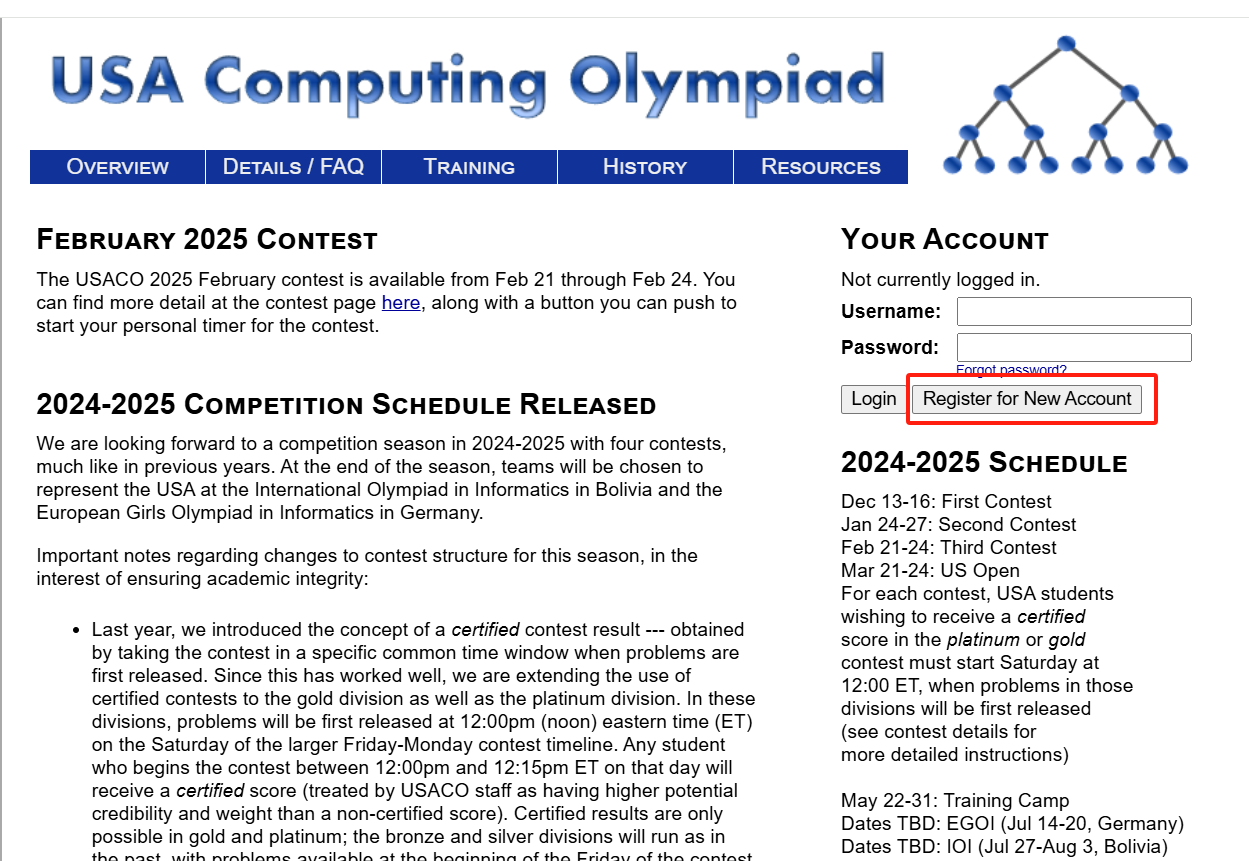 USA Computing Olympiad
OVERVIEW
DETAILS / FAQ
TRAINING
HISTORY
RESOURCES
FEBRUARY 2025 CONTEST
The USACO 2025 February contest is available from Feb 21 through Feb 24. You
can find more detail at the contest page here, along with a button you can push to
start your personal timer for the contest.
2024-2025 COMPETITION SCHEDULE RELEASED
We are looking forward to a competition season in 2024-2025 with four contests,
much like in previous years. At the end of the season, teams will be chosen to
represent the USA at the International Olympiad in Informatics in Bolivia and the
European Girls Olympiad in Informatics in Germany.
Important notes regarding changes to contest structure for this season, in the
interest of ensuring academic integrity:
• Last year, we introduced the concept of a certified contest result --- obtained
by taking the contest in a specific common time window when problems are
first released. Since this has worked well, we are extending the use of
certified contests to the gold division as well as the platinum division. In these
divisions, problems will be first released at 12:00pm (noon) eastern time (ET)
on the Saturday of the larger Friday-Monday contest timeline. Any student
who begins the contest between 12:00pm and 12:15pm ET on that day will
receive a certified score (treated by USACO staff as having higher potential
credibility and weight than a non-certified score). Certified results are only
possible in gold and platinum; the bronze and silver divisions will run as in
the past, with problems available at the beginning of the Friday of the contest
YOUR ACCOUNT
Not currently logged in.
Username:
Password:
Forgot password?
Login
Register for New Account
2024-2025 SCHEDULE
Dec 13-16: First Contest
Jan 24-27: Second Contest
Feb 21-24: Third Contest
Mar 21-24: US Open
For each contest, USA students
wishing to receive a certified
score in the platinum or gold
contest must start Saturday at
12:00 ET, when problems in those
divisions will be first released
(see contest details for
more detailed instructions)
May 22-31: Training Camp
Dates TBD: EGOI (Jul 14-20, Germany)
Dates TBD: IOI (Jul 27-Aug 3, Bolivia)